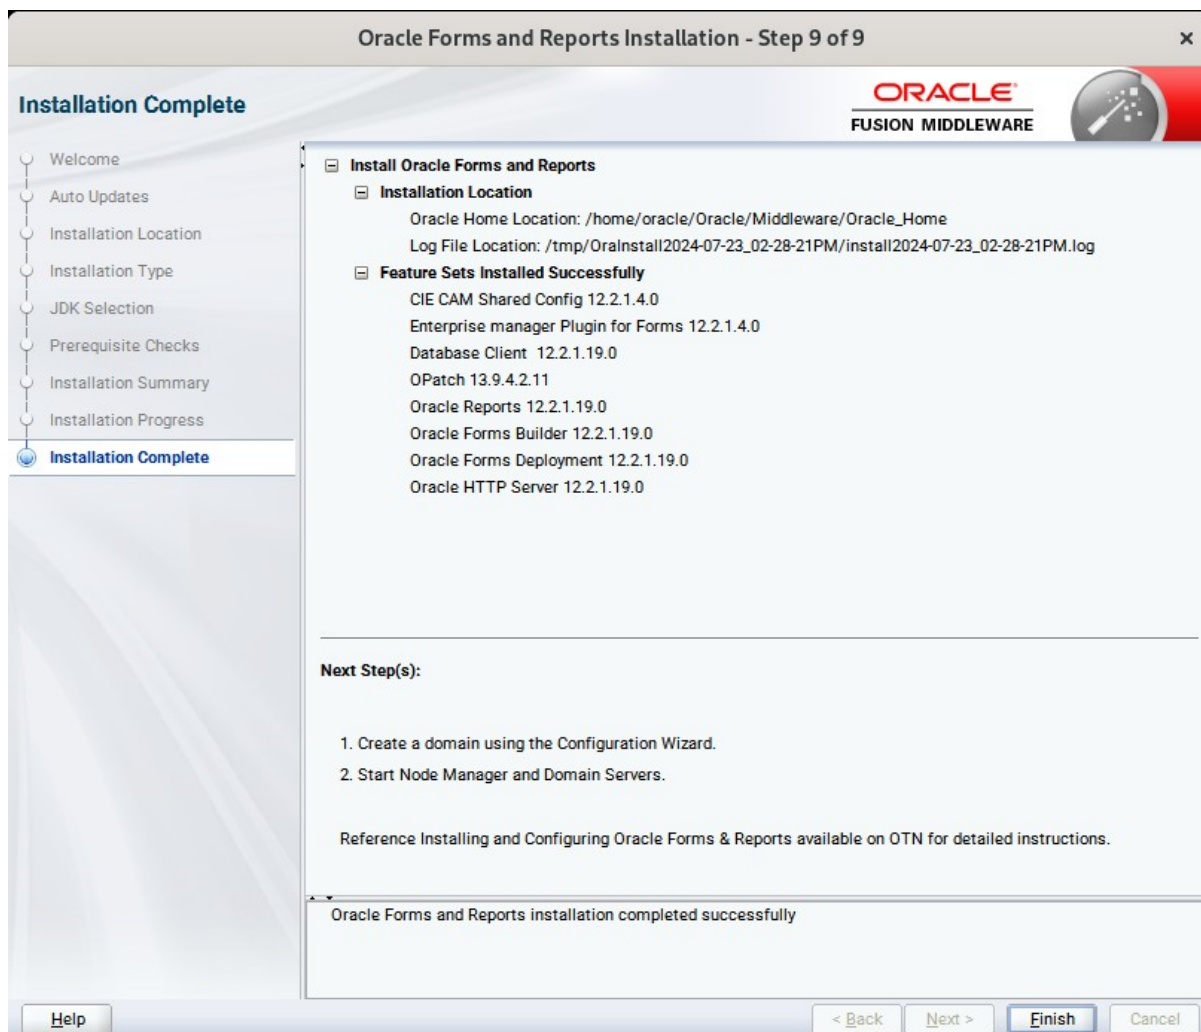 Oracle Forms and Reports Installation - Step 9 of 9
Installation Complete
ORACLE
FUSION MIDDLEWARE
Welcome
Auto Updates
Installation Location
Installation Type
JDK Selection
Prerequisite Checks
Installation Summary
Installation Progress
Installation Complete
Install Oracle Forms and Reports
Installation Location
Oracle Home Location: /home/oracle/Oracle/Middleware/Oracle_Home
Log File Location: /tmp/OraInstall2024-07-23_02-28-21PM/install2024-07-23_02-28-21PM.log
Feature Sets Installed Successfully
CIE CAM Shared Config 12.2.1.4.0
Enterprise manager Plugin for Forms 12.2.1.4.0
Database Client 12.2.1.19.0
OPatch 13.9.4.2.11
Oracle Reports 12.2.1.19.0
Oracle Forms Builder 12.2.1.19.0
Oracle Forms Deployment 12.2.1.19.0
Oracle HTTP Server 12.2.1.19.0
Next Step(s):
1. Create a domain using the Configuration Wizard.
2. Start Node Manager and Domain Servers.
Reference Installing and Configuring Oracle Forms & Reports available on OTN for detailed instructions.
Oracle Forms and Reports installation completed successfully
Help
< Back
Next >
Finish
Cancel